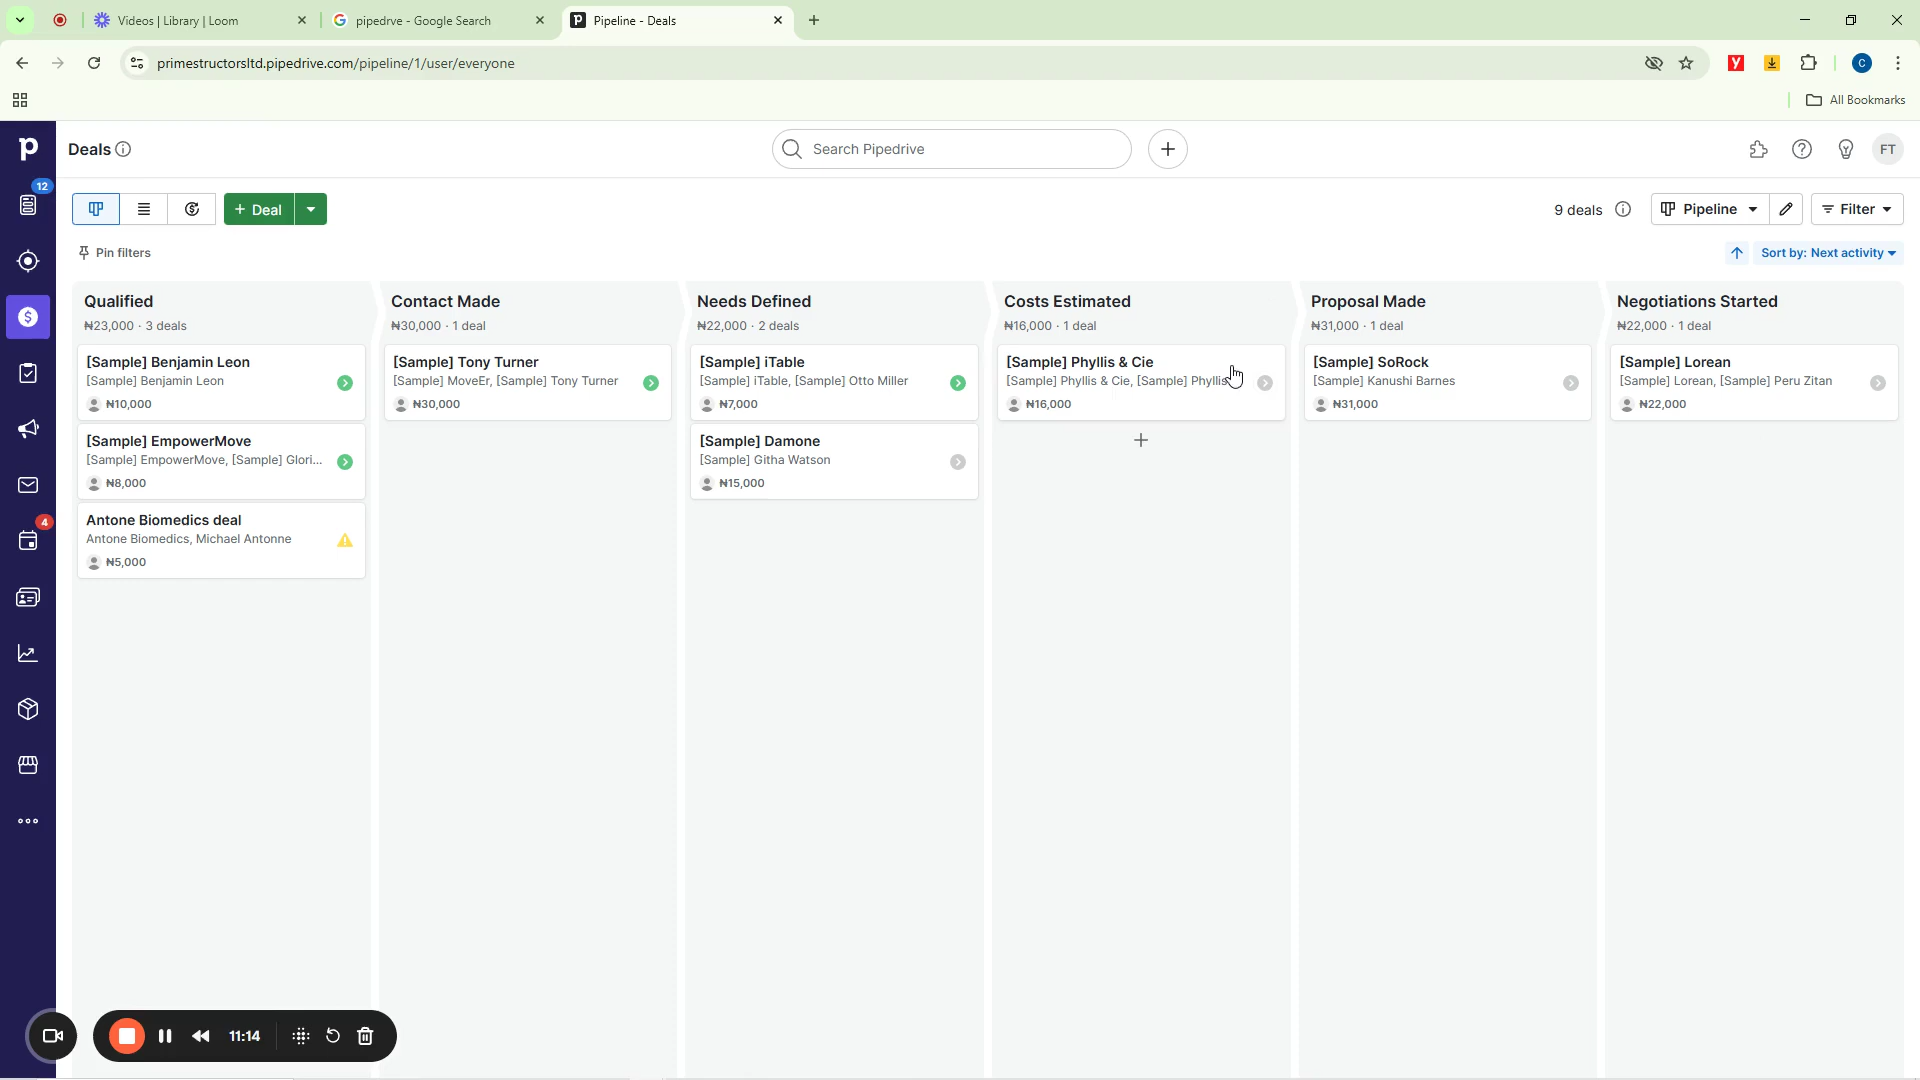 Videos | Library | Loom
pipedrve - Google Search
Pipeline - Deals
primestructorsltd.pipedrive.com/pipeline/1/user/everyone
y
C
All Bookmarks
p
Deals
Search Pipedrive
FT
12
+ Deal
9 deals
Pipeline
Filter
Pin filters
Sort by: Next activity
Qualified
₦23,000 · 3 deals
[Sample] Benjamin Leon
[Sample] Benjamin Leon
₦10,000
[Sample] EmpowerMove
[Sample] EmpowerMove, [Sample] Glori...
₦8,000
Antone Biomedics deal
Antone Biomedics, Michael Antonne
₦5,000
Contact Made
₦30,000 · 1 deal
[Sample] Tony Turner
[Sample] MoveEr, [Sample] Tony Turner
₦30,000
Needs Defined
₦22,000 · 2 deals
[Sample] iTable
[Sample] iTable, [Sample] Otto Miller
₦7,000
[Sample] Damone
[Sample] Githa Watson
₦15,000
Costs Estimated
₦16,000 · 1 deal
[Sample] Phyllis & Cie
[Sample] Phyllis & Cie, [Sample] Phyllis
₦16,000
Proposal Made
₦31,000 · 1 deal
[Sample] SoRock
[Sample] Kanushi Barnes
₦31,000
Negotiations Started
₦22,000 · 1 deal
[Sample] Lorean
[Sample] Lorean, [Sample] Peru Zitan
₦22,000
4
11:14